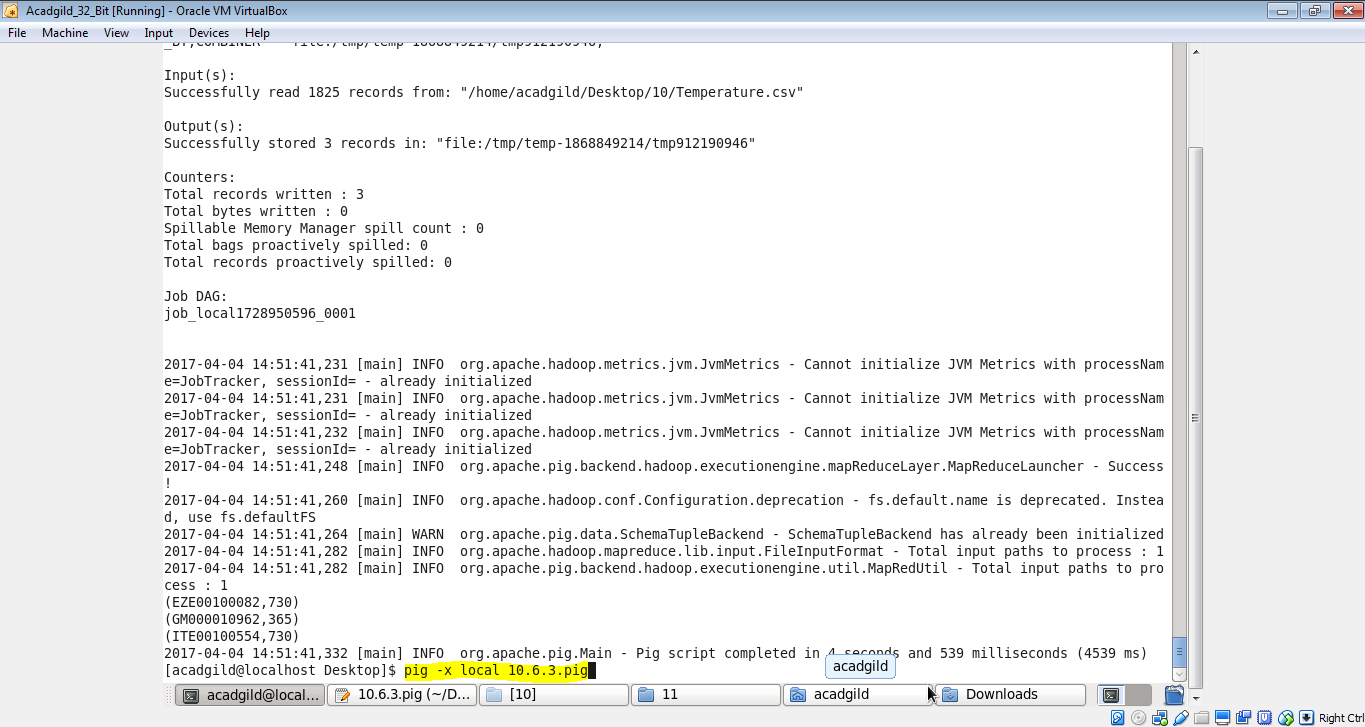 Acadgild_32_Bit [Running] - Oracle VM VirtualBox
File Machine View Input Devices Help
Input(s):
Successfully read 1825 records from: "/home/acadgild/Desktop/10/Temperature.csv"
Output(s):
Successfully stored 3 records in: "file:/tmp/temp-1868849214/tmp912190946"
Counters:
Total records written : 3
Total bytes written : 0
Spillable Memory Manager spill count : 0
Total bags proactively spilled: 0
Total records proactively spilled: 0
Job DAG:
job_local1728950596_0001
2017-04-04 14:51:41,231 [main] INFO  org.apache.hadoop.metrics.jvm.JvmMetrics - Cannot initialize JVM Metrics with processNam
e=JobTracker, sessionId= - already initialized
2017-04-04 14:51:41,231 [main] INFO  org.apache.hadoop.metrics.jvm.JvmMetrics - Cannot initialize JVM Metrics with processNam
e=JobTracker, sessionId= - already initialized
2017-04-04 14:51:41,232 [main] INFO  org.apache.hadoop.metrics.jvm.JvmMetrics - Cannot initialize JVM Metrics with processNam
e=JobTracker, sessionId= - already initialized
2017-04-04 14:51:41,248 [main] INFO  org.apache.pig.backend.hadoop.executionengine.mapReduceLayer.MapReduceLauncher - Success
!
2017-04-04 14:51:41,260 [main] INFO  org.apache.hadoop.conf.Configuration.deprecation - fs.default.name is deprecated. Instea
d, use fs.defaultFS
2017-04-04 14:51:41,264 [main] WARN  org.apache.pig.data.SchemaTupleBackend - SchemaTupleBackend has already been initialized
2017-04-04 14:51:41,282 [main] INFO  org.apache.hadoop.mapreduce.lib.input.FileInputFormat - Total input paths to process : 1
2017-04-04 14:51:41,282 [main] INFO  org.apache.pig.backend.hadoop.executionengine.util.MapRedUtil - Total input paths to pro
cess : 1
(EZE00100082,730)
(GM000010962,365)
(ITE00100554,730)
2017-04-04 14:51:41,332 [main] INFO  org.apache.pig.Main - Pig script completed in 4 seconds and 539 milliseconds (4539 ms)
[acadgild@localhost Desktop]$ pig -x local 10.6.3.pig
acadgild
acadgild@local... 10.6.3.pig (~/D... [10] 11 acadgild Downloads
Right Ctrl